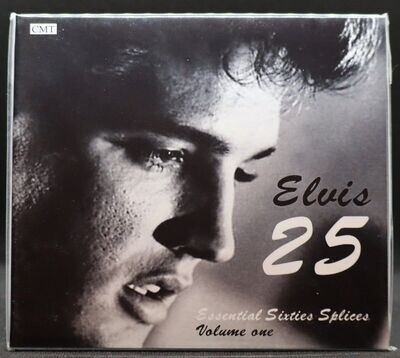 CMT
Elvis
25
Essential Sixties Splices
Volume one